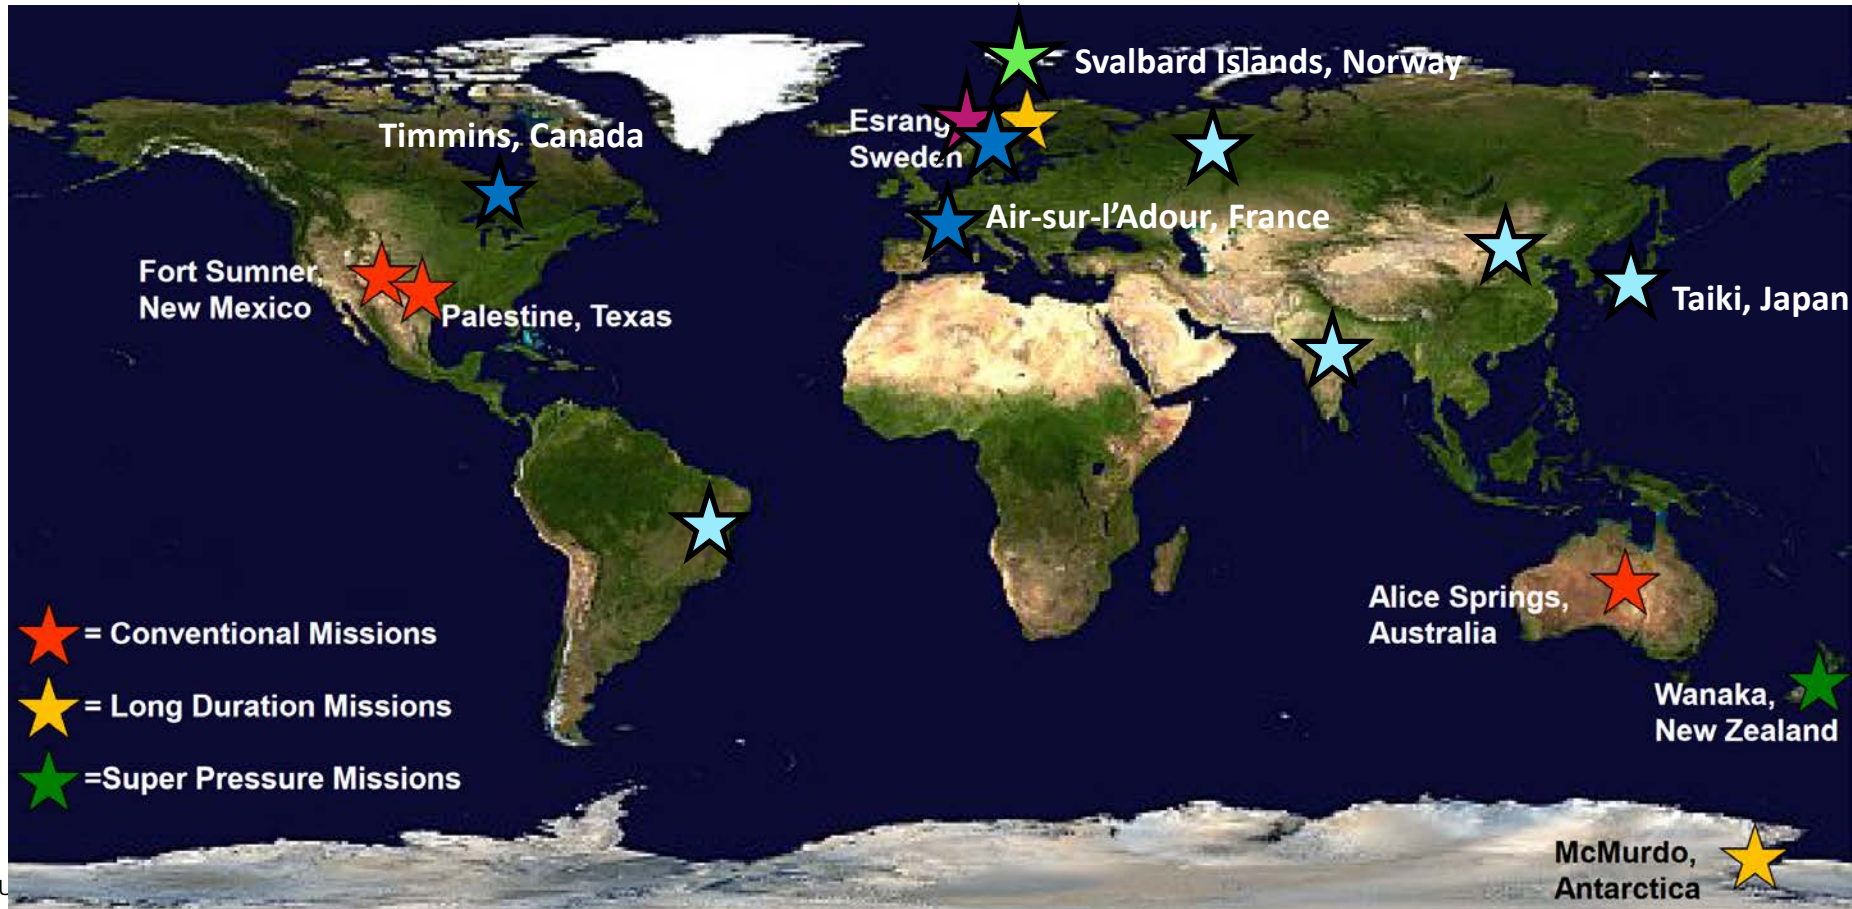 Svalbard Islands, Norway
Timmins, Canada
Esrang
Sweden
Air-sur-l'Adour, France
Fort Sumner,
New Mexico
Palestine, Texas
Taiki, Japan
Alice Springs,
Australia
= Conventional Missions
= Long Duration Missions
=Super Pressure Missions
Wanaka,
New Zealand
McMurdo,
Antarctica